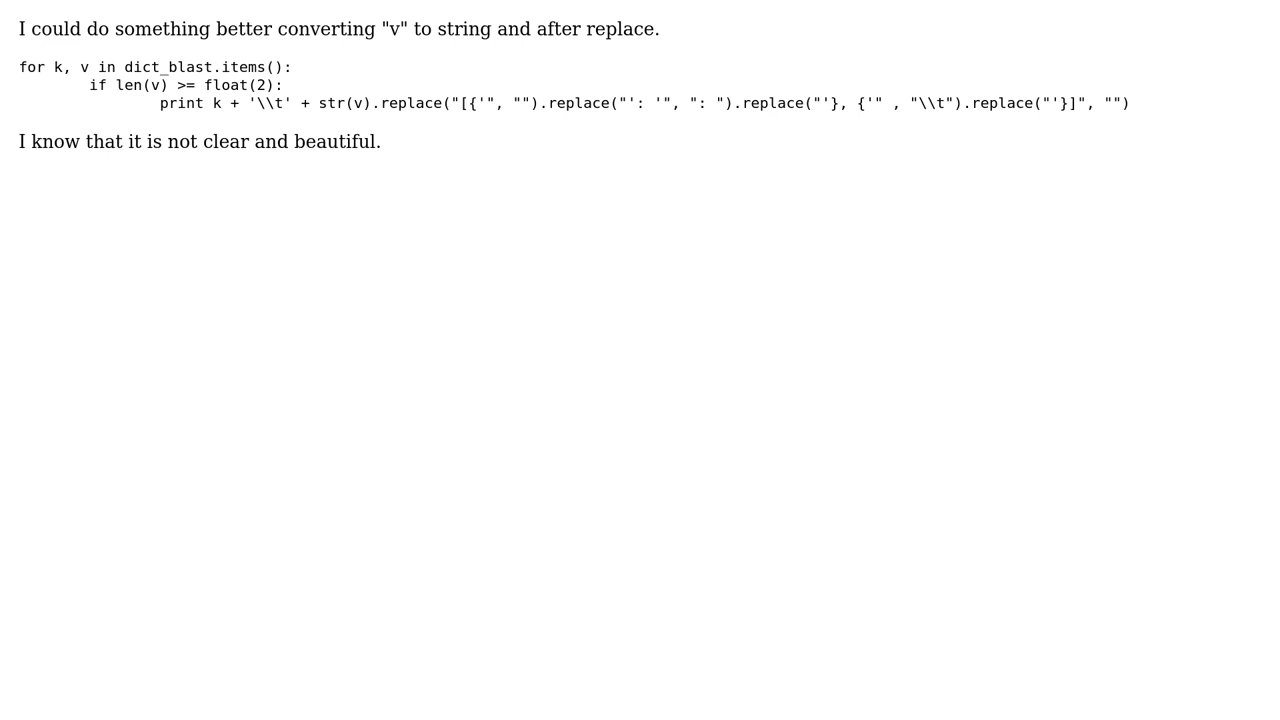 I could do something better converting "v" to string and after replace.
for k, v in dict_blast.items():
        if len(v) >= float(2):
                print k + '\\t' + str(v).replace("[{'", "").replace("': '", ": ").replace("'}, {'" , "\\t").replace("'}]", "")
I know that it is not clear and beautiful.